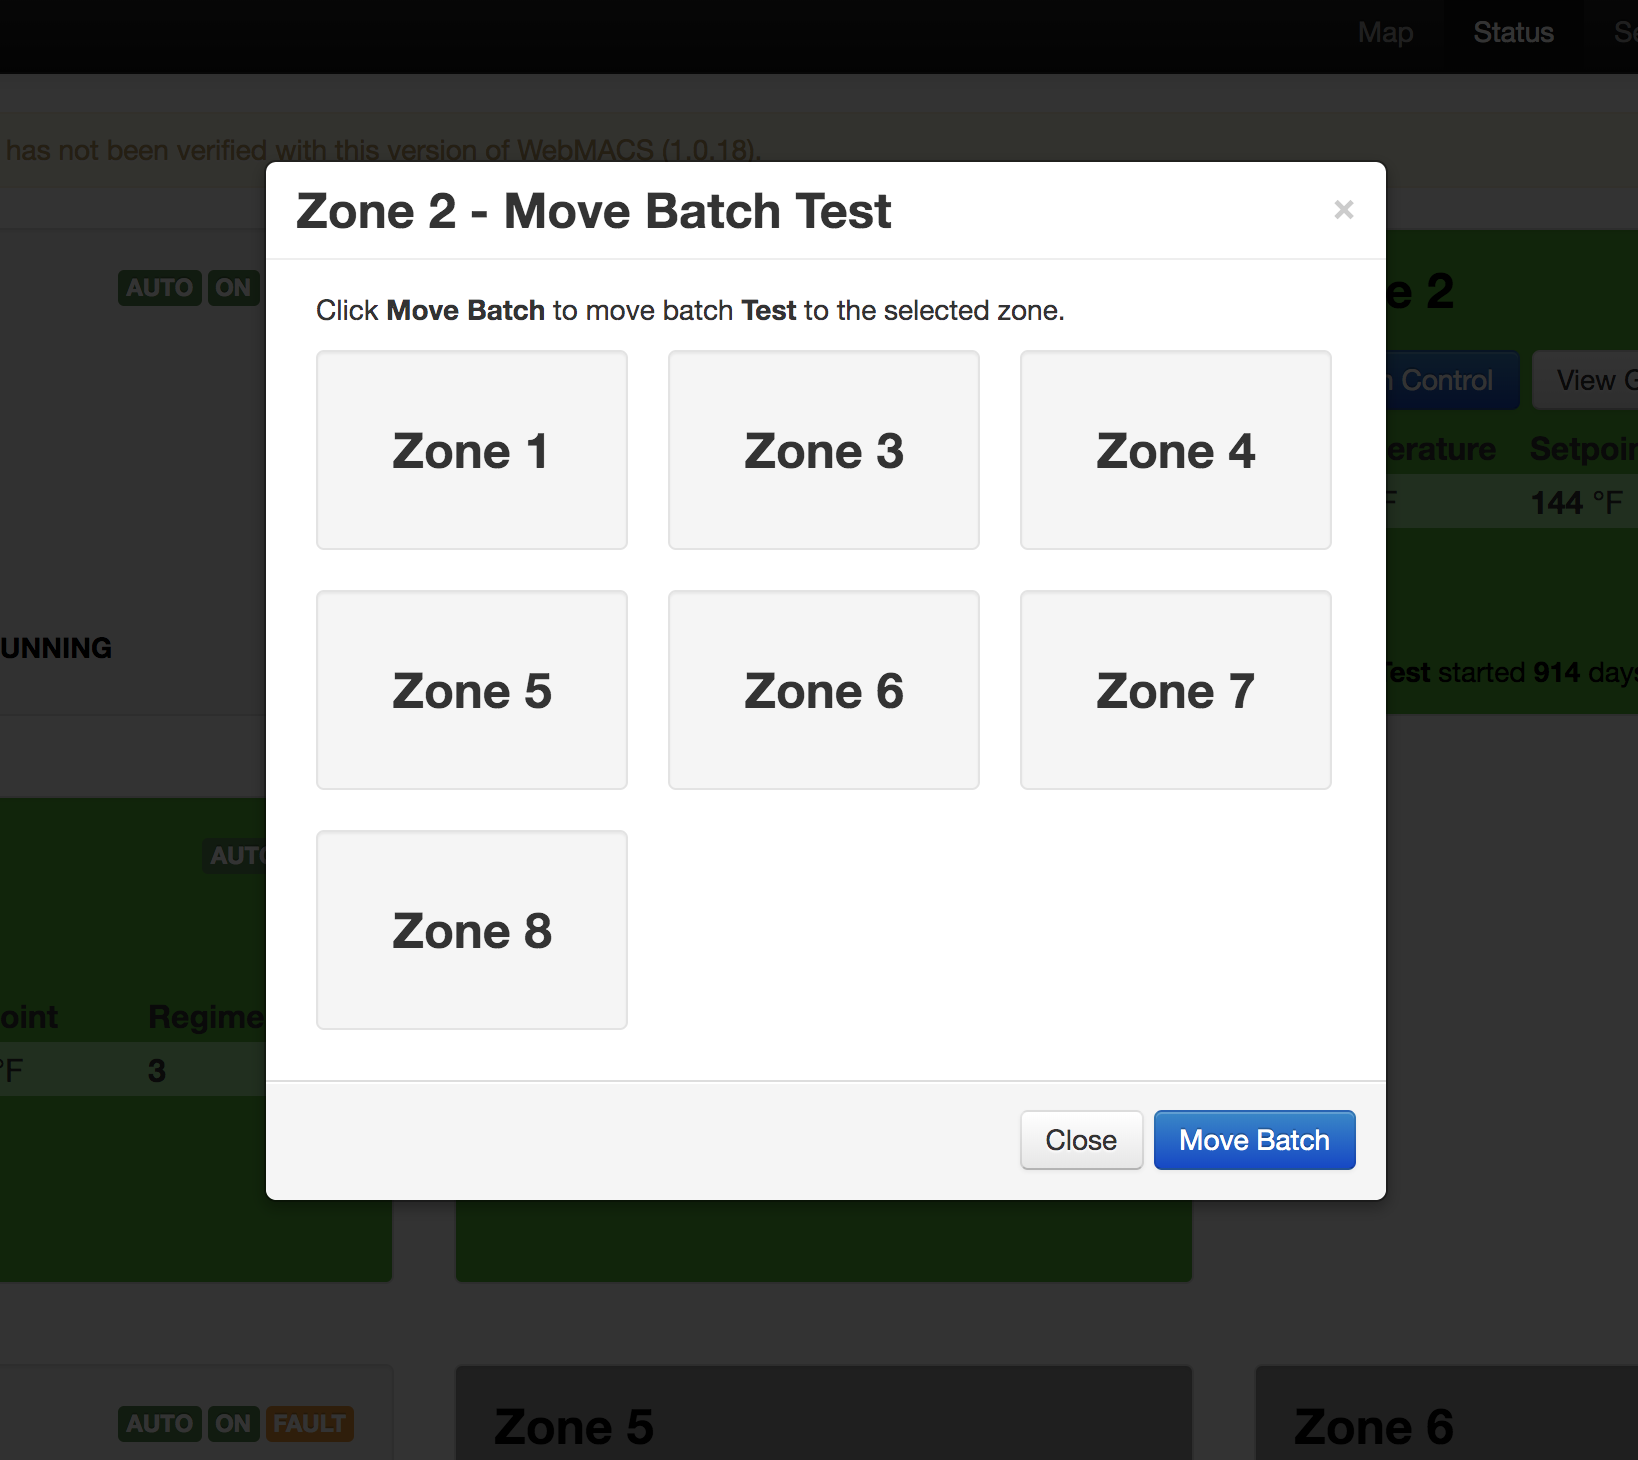 Map Status Se
has not been verified with this version of WebMACS (1.0.18).
Zone 2 - Move Batch Test ×
AUTO ON
e 2
Click Move Batch to move batch Test to the selected zone.
Zone 1 Zone 3 Zone 4
n Control View G
erature Setpoin
F 144 °F
Zone 5 Zone 6 Zone 7
UNNING
Test started 914 days
AUTO
Zone 8
oint Regime
°F 3
Close Move Batch
AUTO ON FAULT
Zone 5 Zone 6